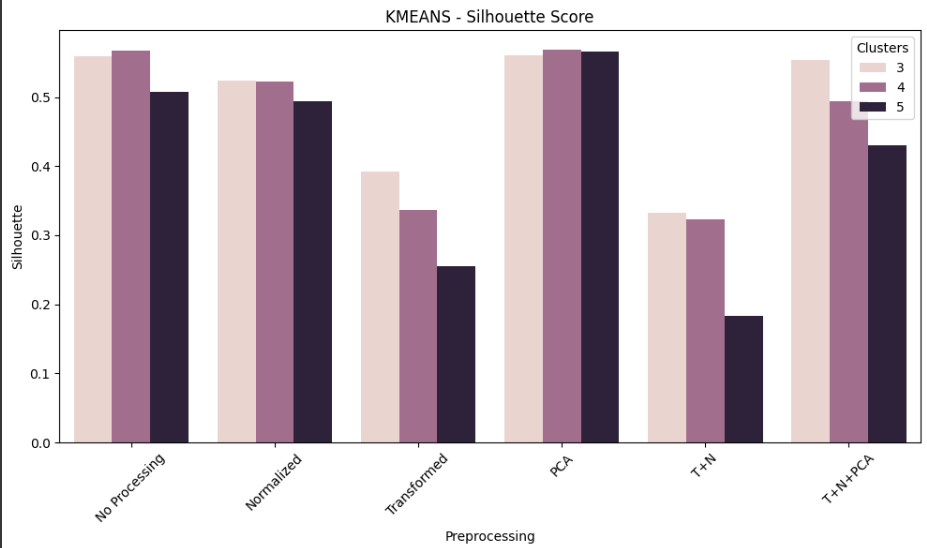 KMEANS - Silhouette Score
Clusters
3
4
5
Silhouette
0.5
0.4
0.3
0.2
0.1
0.0
No Processing
Normalized
Transformed
PCA
T+N
T+N+PCA
Preprocessing